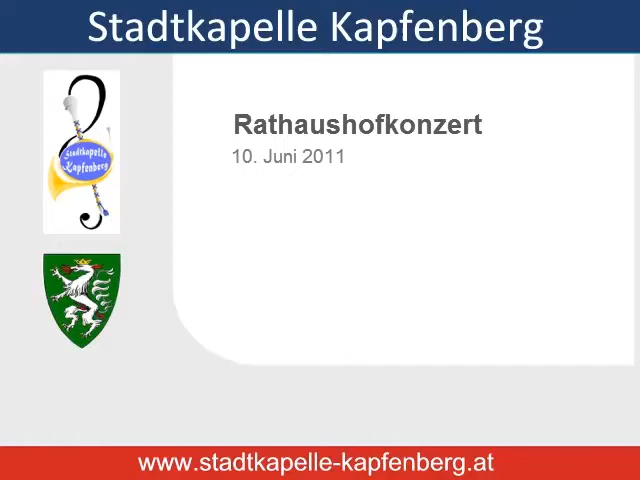 Stadtkapelle Kapfenberg
Stadtkapelle
Kapfenberg
Rathaushofkonzert
10. Juni 2011
www.stadtkapelle-kapfenberg.at